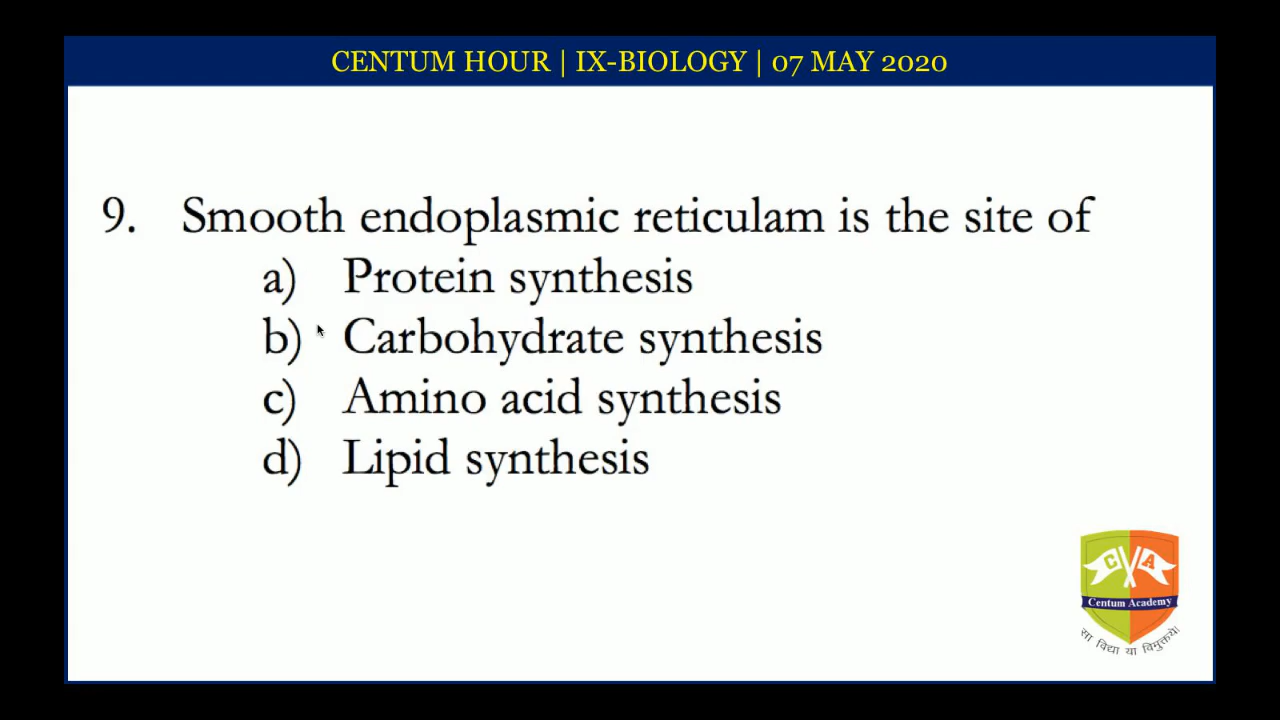 CENTUM HOUR | IX-BIOLOGY | 07 MAY 2020
9. Smooth endoplasmic reticulam is the site of
a) Protein synthesis
b) Carbohydrate synthesis
c) Amino acid synthesis
d) Lipid synthesis
C A
Centum Academy
सा विद्या या विमुक्तये।